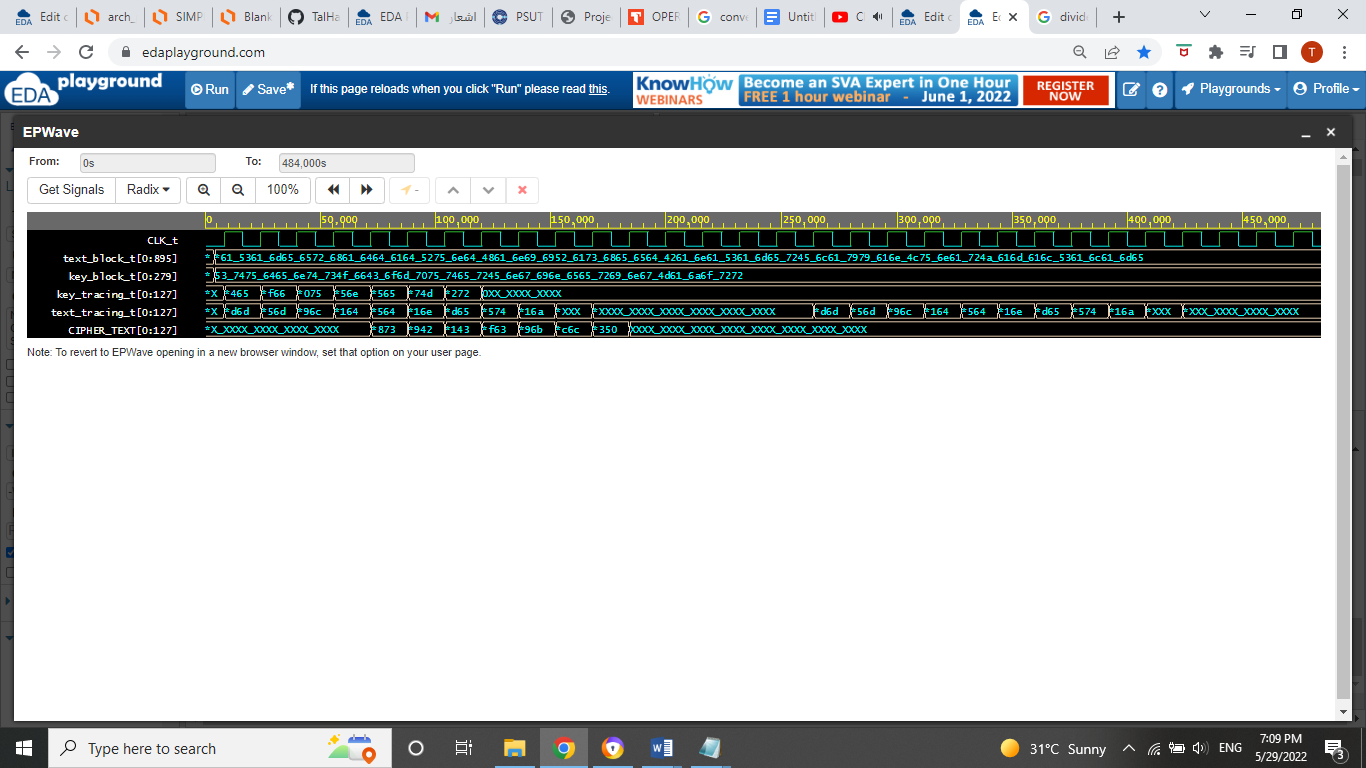 Edit c
arch_
SIMP
Blank
TalHa
EDA
Edit c
EDA I
اشعار
PSUT
Proje
OPER
conve
Untitl
Edit c
divid
edaplayground.com
T
EDA playground
Run
Save*
If this page reloads when you click "Run" please read this.
KnowHow WEBINARS
Become an SVA Expert in One Hour
FREE 1 hour webinar - June 1, 2022
REGISTER NOW
Playgrounds
Profile
EPWave
From: 0s To: 484,000s
Get Signals Radix 100%
0 50,000 100,000 150,000 200,000 250,000 300,000 350,000 400,000 450,000
CLK_t
text_block_t[0:895] * *61_5361_6d65_6572_6861_6464_6164_5275_6e64_4861_6e69_6952_6173_6865_6564_4261_6e61_5361_6d65_7245_6c61_7979_616e_4c75_6e61_724a_616d_616c_5361_6c61_6d65
key_block_t[0:279] * 53_7475_6465_6e74_734f_6643_6f6d_7075_7465_7245_6e67_696e_6565_7269_6e67_4d61_6a6f_7272
key_tracing_t[0:127] *X *465 *f66 *075 *56e *565 *74d *272 0XX_XXXX_XXXX
text_tracing_t[0:127] *X *d6d *56d *96c *164 *564 *16e *d65 *574 *16a *XXX *XXXX_XXXX_XXXX_XXXX_XXXX_XXXX *d6d *56d *96c *164 *564 *16e *d65 *574 *16a *XXX *XXX_XXXX_XXXX_XXXX
CIPHER_TEXT[0:127] *X_XXXX_XXXX_XXXX_XXXX *873 *942 *143 *f63 *96b *c6c *350 XXXX_XXXX_XXXX_XXXX_XXXX_XXXX_XXXX_XXXX
Note: To revert to EPWave opening in a new browser window, set that option on your user page.
Type here to search
31°C Sunny
ENG
7:09 PM
5/29/2022
3